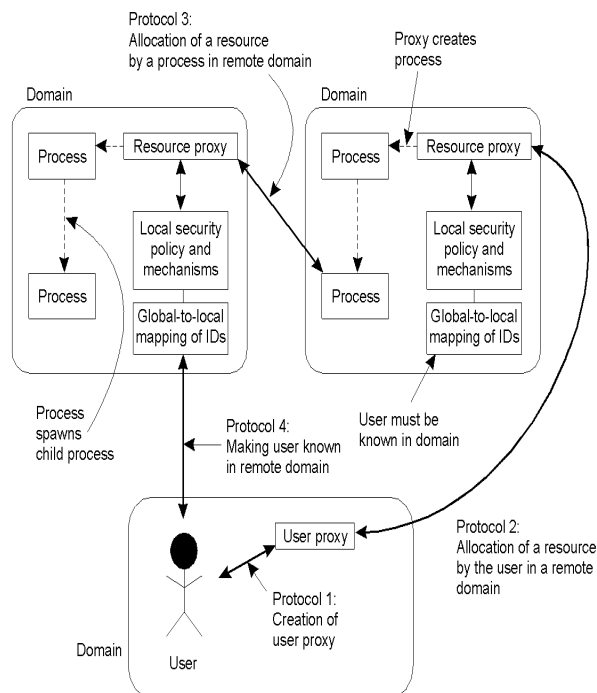 Protocol 3:
Allocation of a resource
by a process in remote domain
Proxy creates
process
Domain
Domain
Process
Resource proxy
Process
Resource proxy
Local security
policy and
mechanisms
Local security
policy and
mechanisms
Process
Process
Global-to-local
mapping of IDs
Global-to-local
mapping of IDs
Process
spawns
child process
Protocol 4:
Making user known
in remote domain
User must be
known in domain
User proxy
Protocol 2:
Allocation of a resource
by the user in a remote
domain
Protocol 1:
Creation of
user proxy
Domain
User